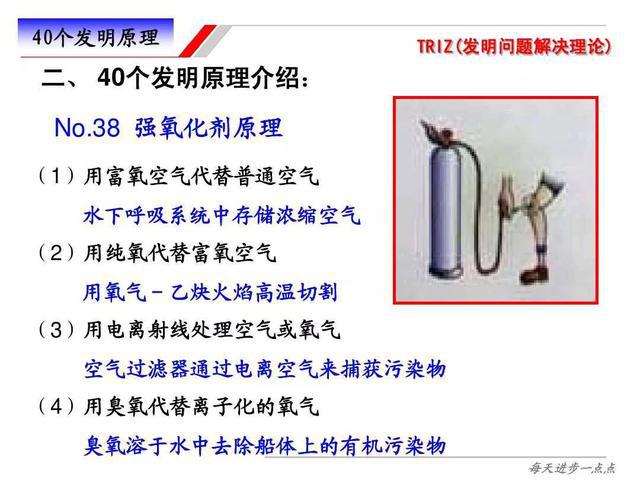 40个发明原理
TRIZ(发明问题解决理论)
二、 40个发明原理介绍：
No.38 强氧化剂原理
（1）用富氧空气代替普通空气
水下呼吸系统中存储浓缩空气
（2）用纯氧代替富氧空气
用氧气－乙炔火焰高温切割
（3）用电离射线处理空气或氧气
空气过滤器通过电离空气来捕获污染物
（4）用臭氧代替离子化的氧气
臭氧溶于水中去除船体上的有机污染物
每天进步一点点